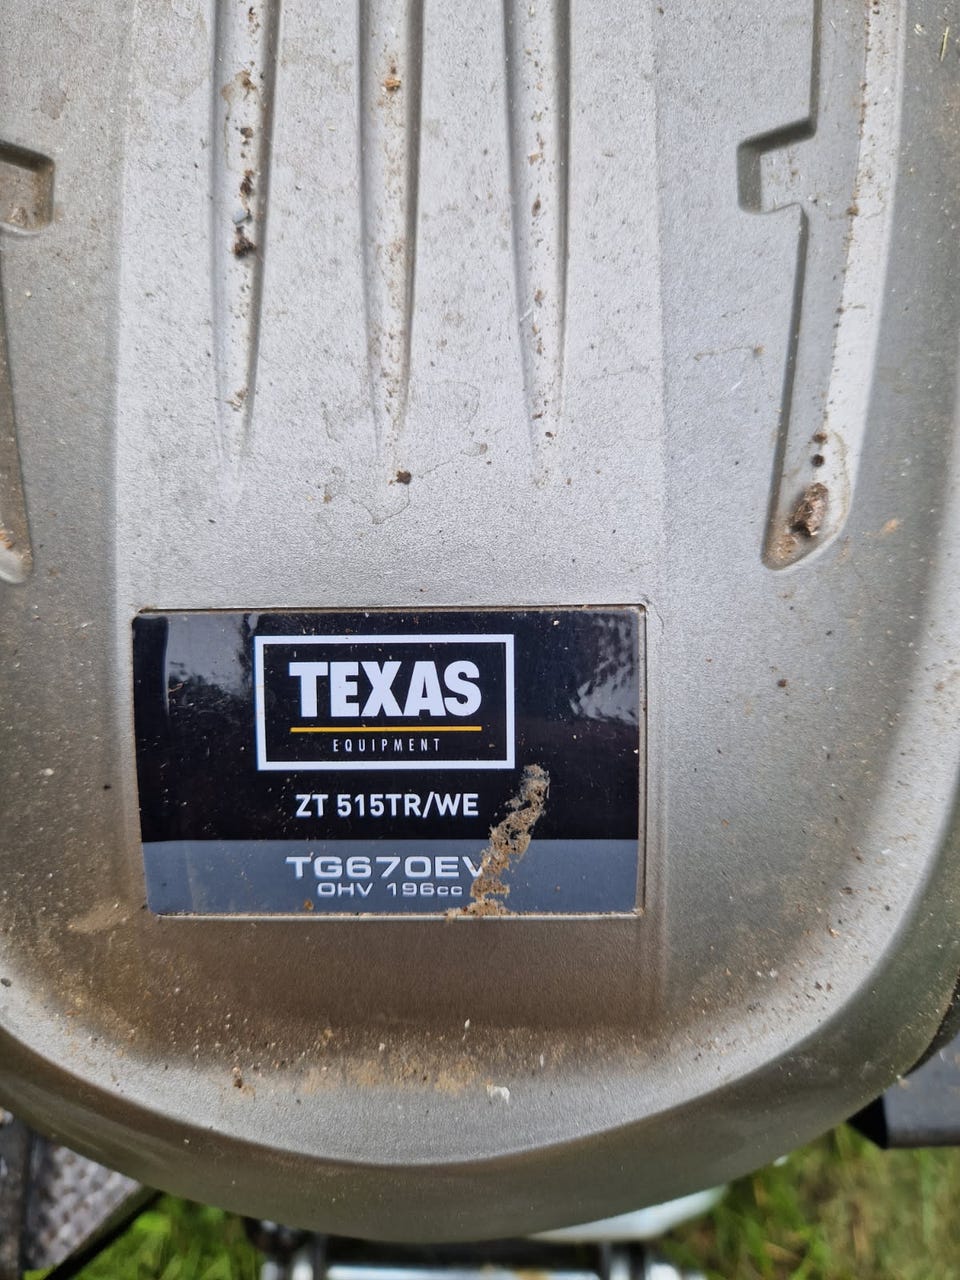 TEXAS
EQUIPMENT
ZT 515TR/WE
TG670EV
OHV 196cc